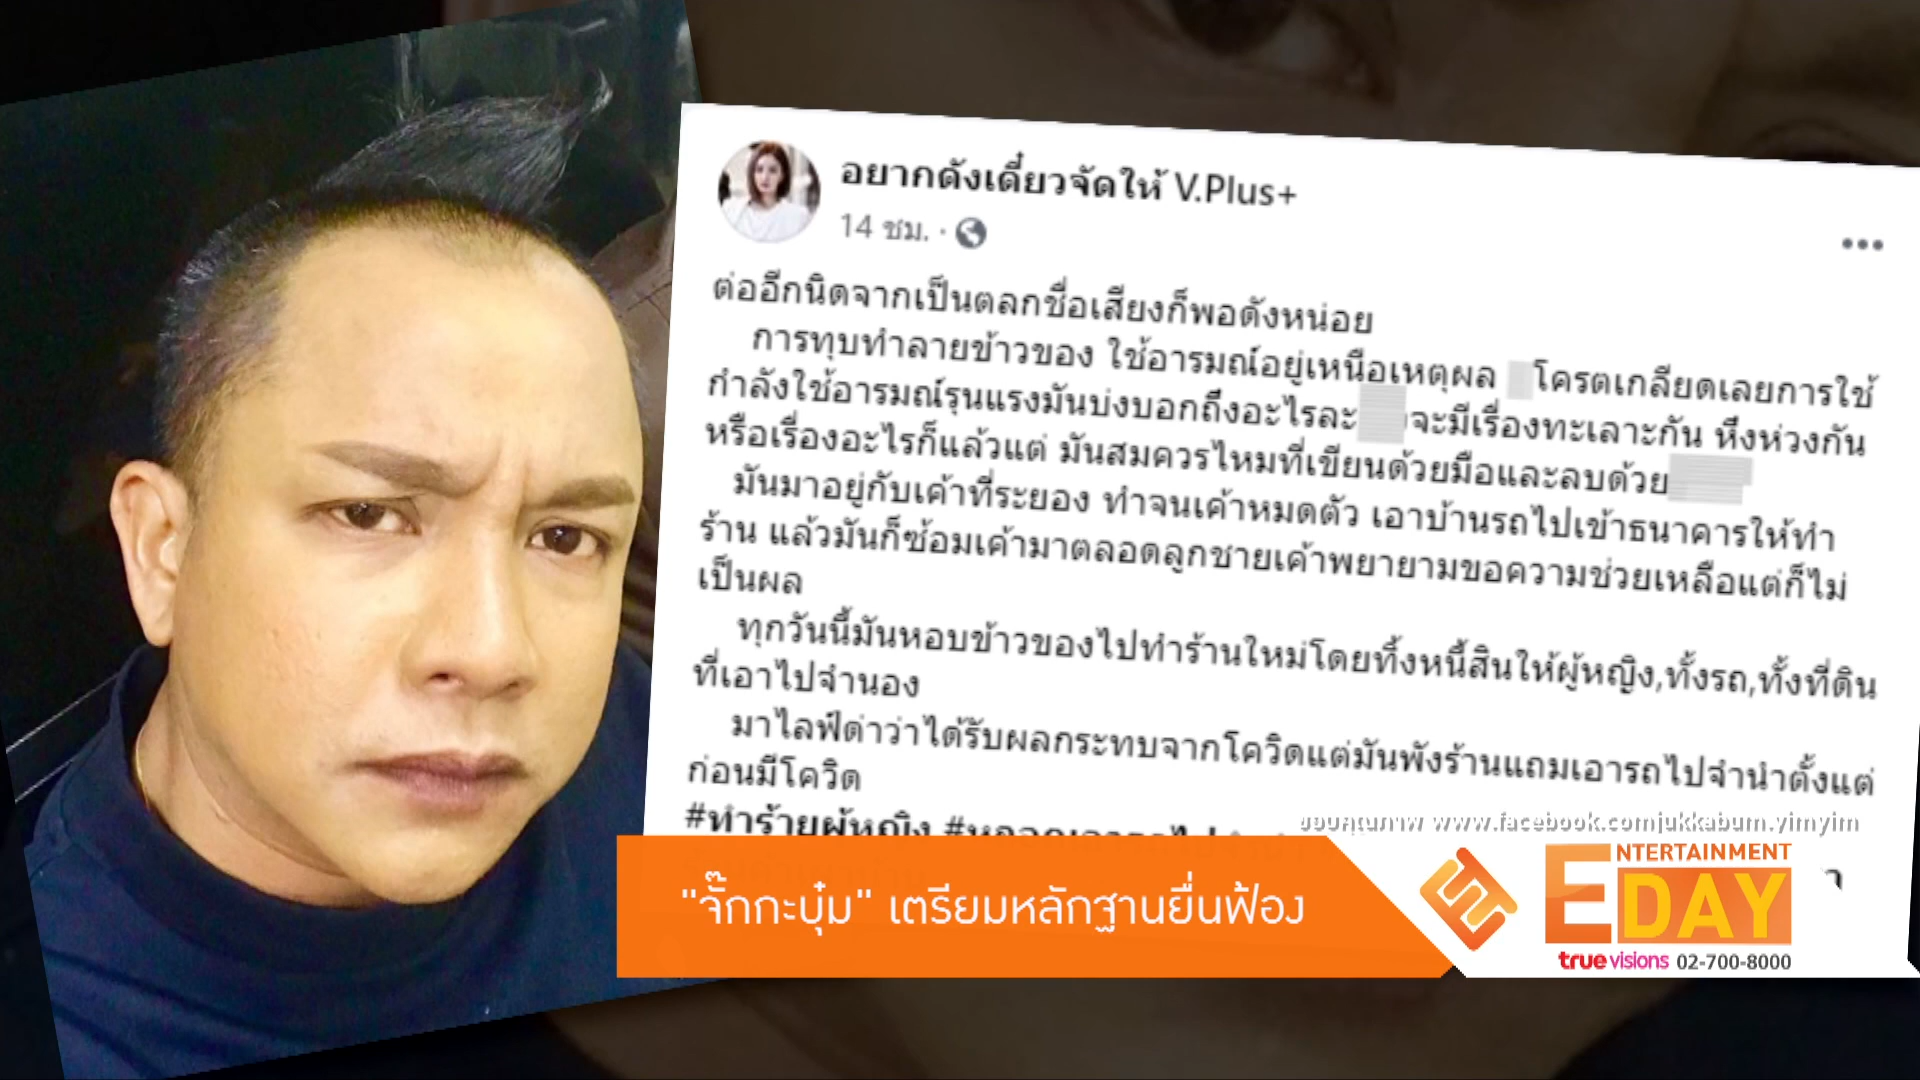 อยากดังเดี๋ยวจัดให้ V.Plus+
14 ชม. ·
ต่ออีกนิดจากเป็นตลกชื่อเสียงก็พอดังหน่อย
การทุบทำลายข้าวของ ใช้อารมณ์อยู่เหนือเหตุผล โครตเกลียดเลยการใช้
กำลังใช้อารมณ์รุนแรงมันบ่งบอกถึงอะไรละ จะมีเรื่องทะเลาะกัน หึงห่วงกัน
หรือเรื่องอะไรก็แล้วแต่ มันสมควรไหมที่เขียนด้วยมือและลบด้วย
มันมาอยู่กับเค้าที่ระยอง ทำจนเค้าหมดตัว เอาบ้านรถไปเข้าธนาคารให้ทำ
ร้าน แล้วมันก็ซ้อมเค้ามาตลอดลูกชายเค้าพยายามขอความช่วยเหลือแต่ก็ไม่
เป็นผล
ทุกวันนี้มันหอบข้าวของไปทำร้านใหม่โดยทิ้งหนี้สินให้ผู้หญิง,ทั้งรถ,ทั้งที่ดิน
ที่เอาไปจำนอง
มาไลฟ์ด่าว่าได้รับผลกระทบจากโควิดแต่มันพังร้านแถมเอารถไปจำนำตั้งแต่
ก่อนมีโควิด
#ทำร้ายผู้หญิง
ขอบคุณภาพ www.facebook.comjukkabum.yimyim
"จั๊กกะบุ๋ม" เตรียมหลักฐานยื่นฟ้อง
ENTERTAINMENT
DAY
truevisions 02-700-8000